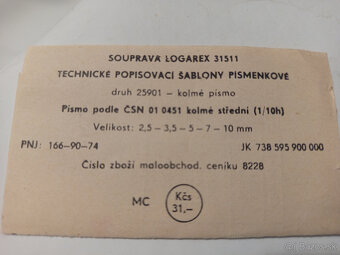 SOUPRAVA LOGAREX 31511
TECHNICKÉ POPISOVACÍ ŠABLONY PÍSMENKOVÉ
druh 25901 — kolmé písmo
Písmo podle ČSN 01 0451 kolmé střední (1/10h)
Velikost: 2,5 – 3,5 – 5 – 7 – 10 mm
PNJ: 166–90–74 JK 738 595 900 000
Číslo zboží maloobchod. ceníku 8228
MC Kčs
31,–
bazos.sk